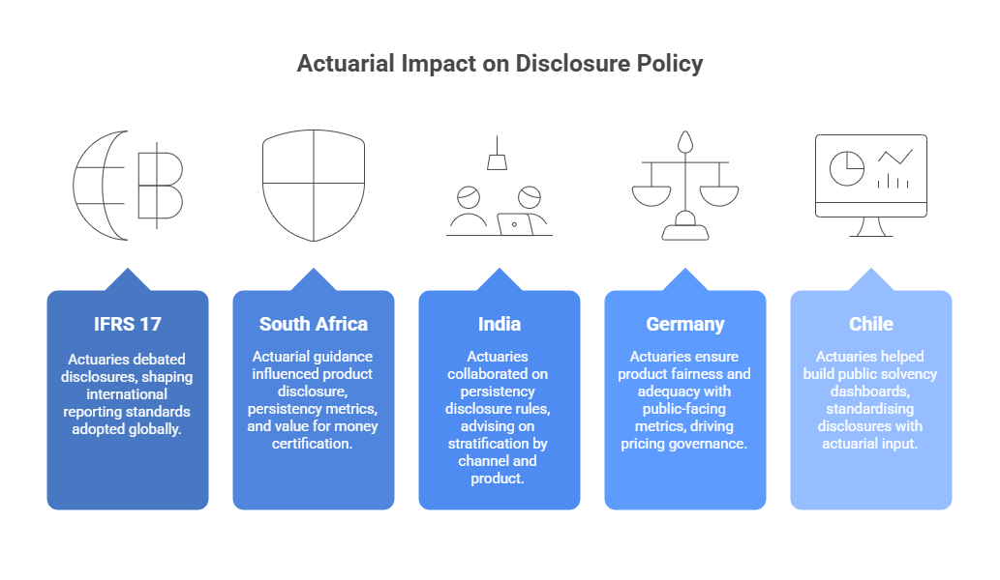 Actuarial Impact on Disclosure Policy
IFRS 17
Actuaries debated
disclosures, shaping
international
reporting standards
adopted globally.
South Africa
Actuarial guidance
influenced product
disclosure,
persistency metrics,
and value for money
certification.
India
Actuaries
collaborated on
persistency
disclosure rules,
advising on
stratification by
channel and
product.
Germany
Actuaries ensure
product fairness and
adequacy with
public-facing
metrics, driving
pricing governance.
Chile
Actuaries helped
build public solvency
dashboards,
standardising
disclosures with
actuarial input.